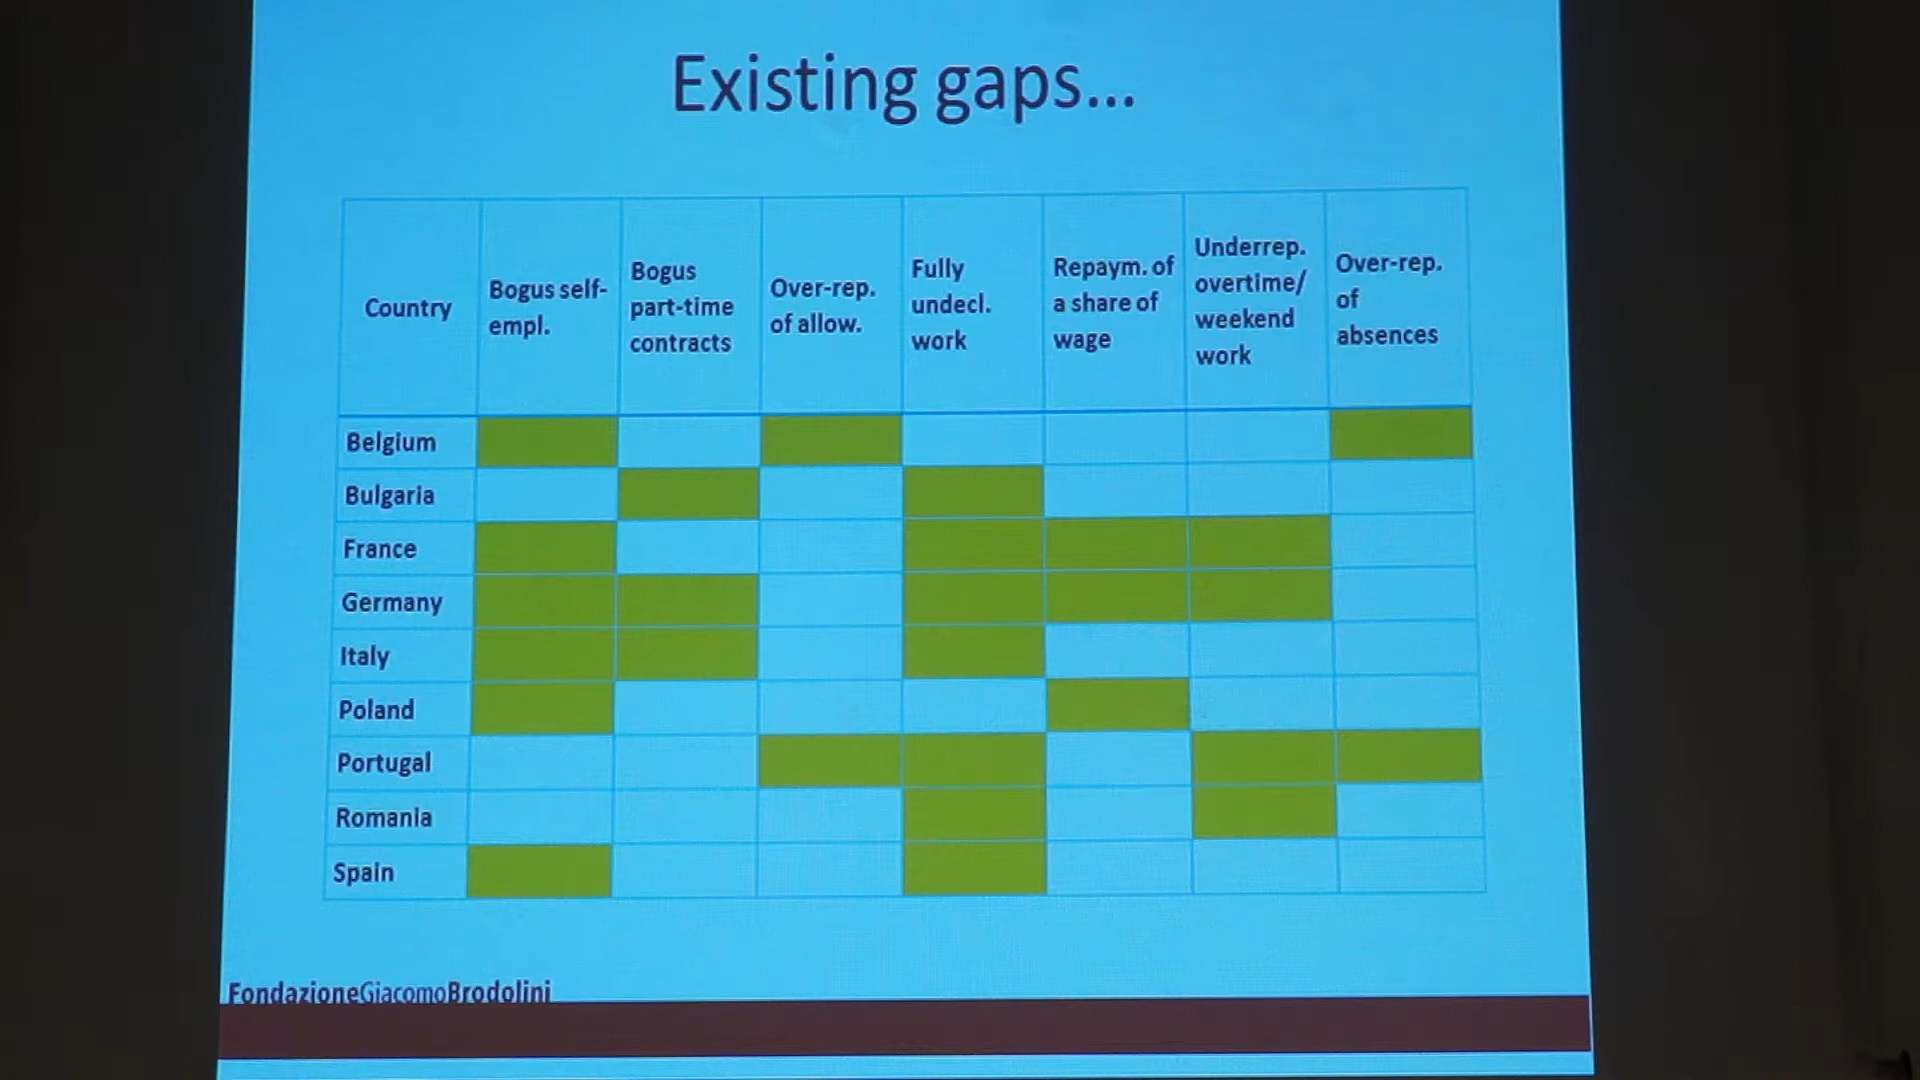 Existing gaps...
Country
Bogus self-
empl.
Bogus
part-time
contracts
Over-rep.
of allow.
Fully
undecl.
work
Repaym. of
a share of
wage
Underrep.
overtime/
weekend
work
Over-rep.
of
absences
Belgium
Bulgaria
France
Germany
Italy
Poland
Portugal
Romania
Spain
FondazioneGiacomoBrodolini